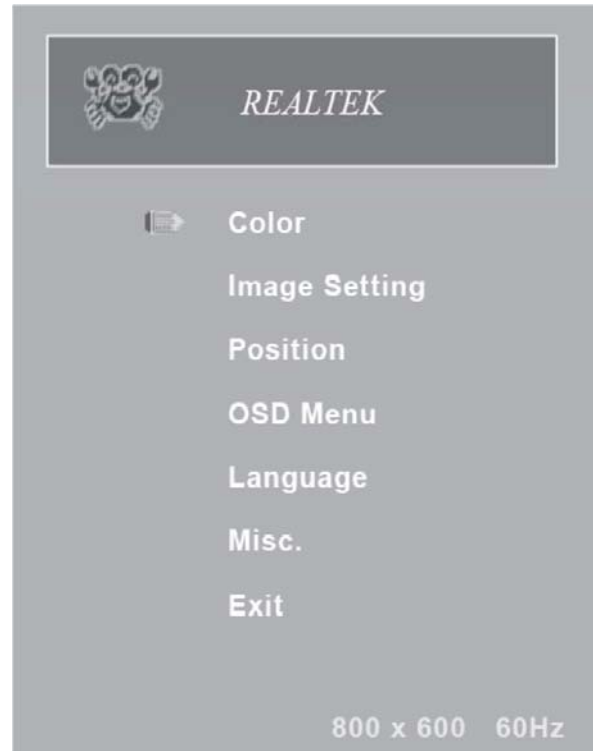 REALTEK
Color
Image Setting
Position
OSD Menu
Language
Misc.
Exit
800 x 600 60Hz